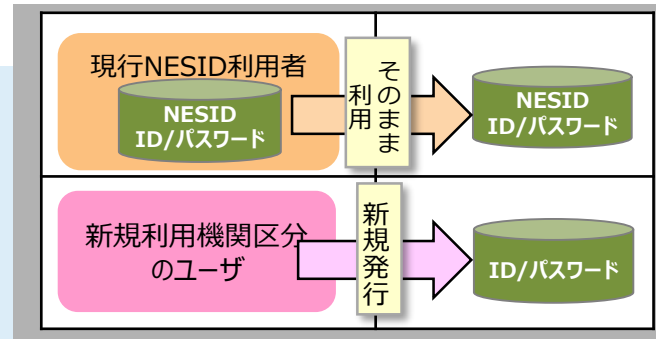 現行NESID利用者
NESID
ID/パスワード
そのまま
利用
NESID
ID/パスワード
新規利用機関区分
のユーザ
新規発行
ID/パスワード